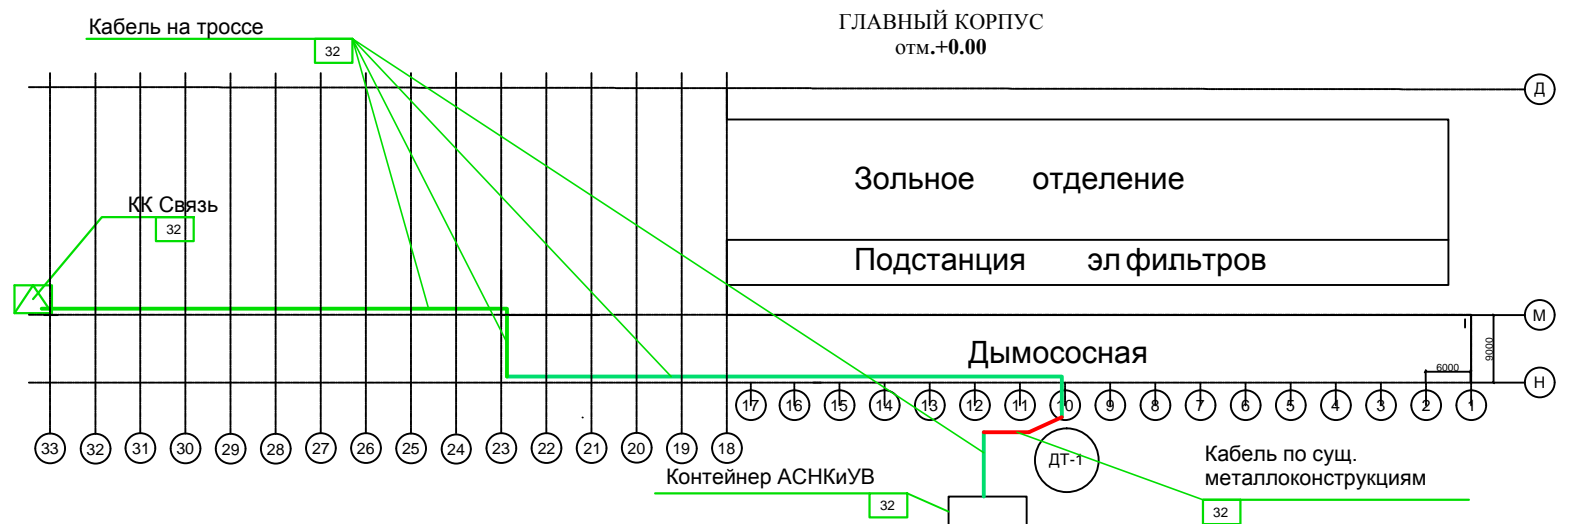 ГЛАВНЫЙ КОРПУС
отм.+0.00
Кабель на троссе
32
Д
Зольное отделение
КК Связь
32
Подстанция эл фильтров
М
Дымососная
9000
6000
Н
17 16 15 14 13 12 11 10 9 8 7 6 5 4 3 2 1
33 32 31 30 29 28 27 26 25 24 23 22 21 20 19 18
ДТ-1
Кабель по сущ.
металлоконструкциям
32
Контейнер АСНКиУВ
32